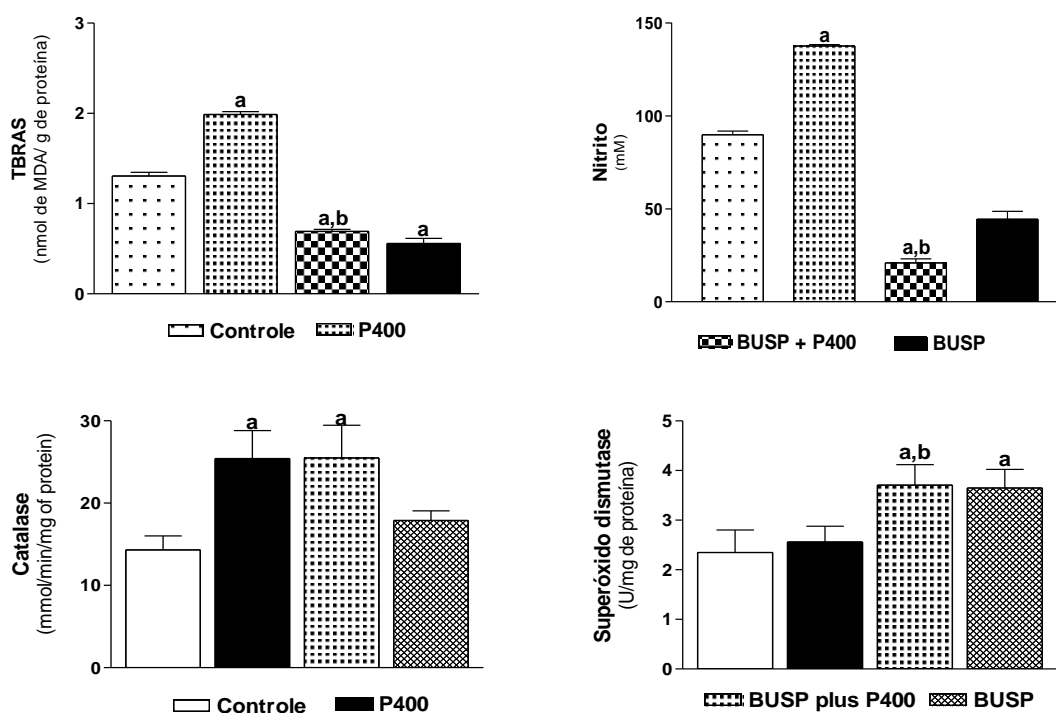 TBRAS
(nmol de MDA/ g de proteína)
3
2
1
0
a
a,b
a
Controle P400
Nitrito
(mM)
150
100
50
0
a
a,b
BUSP + P400 BUSP
Catalase
(mmol/min/mg of protein)
30
20
10
0
a
a
Controle P400
Superóxido dismutase
(U/mg de proteína)
5
4
3
2
1
0
a,b
a
BUSP plus P400 BUSP